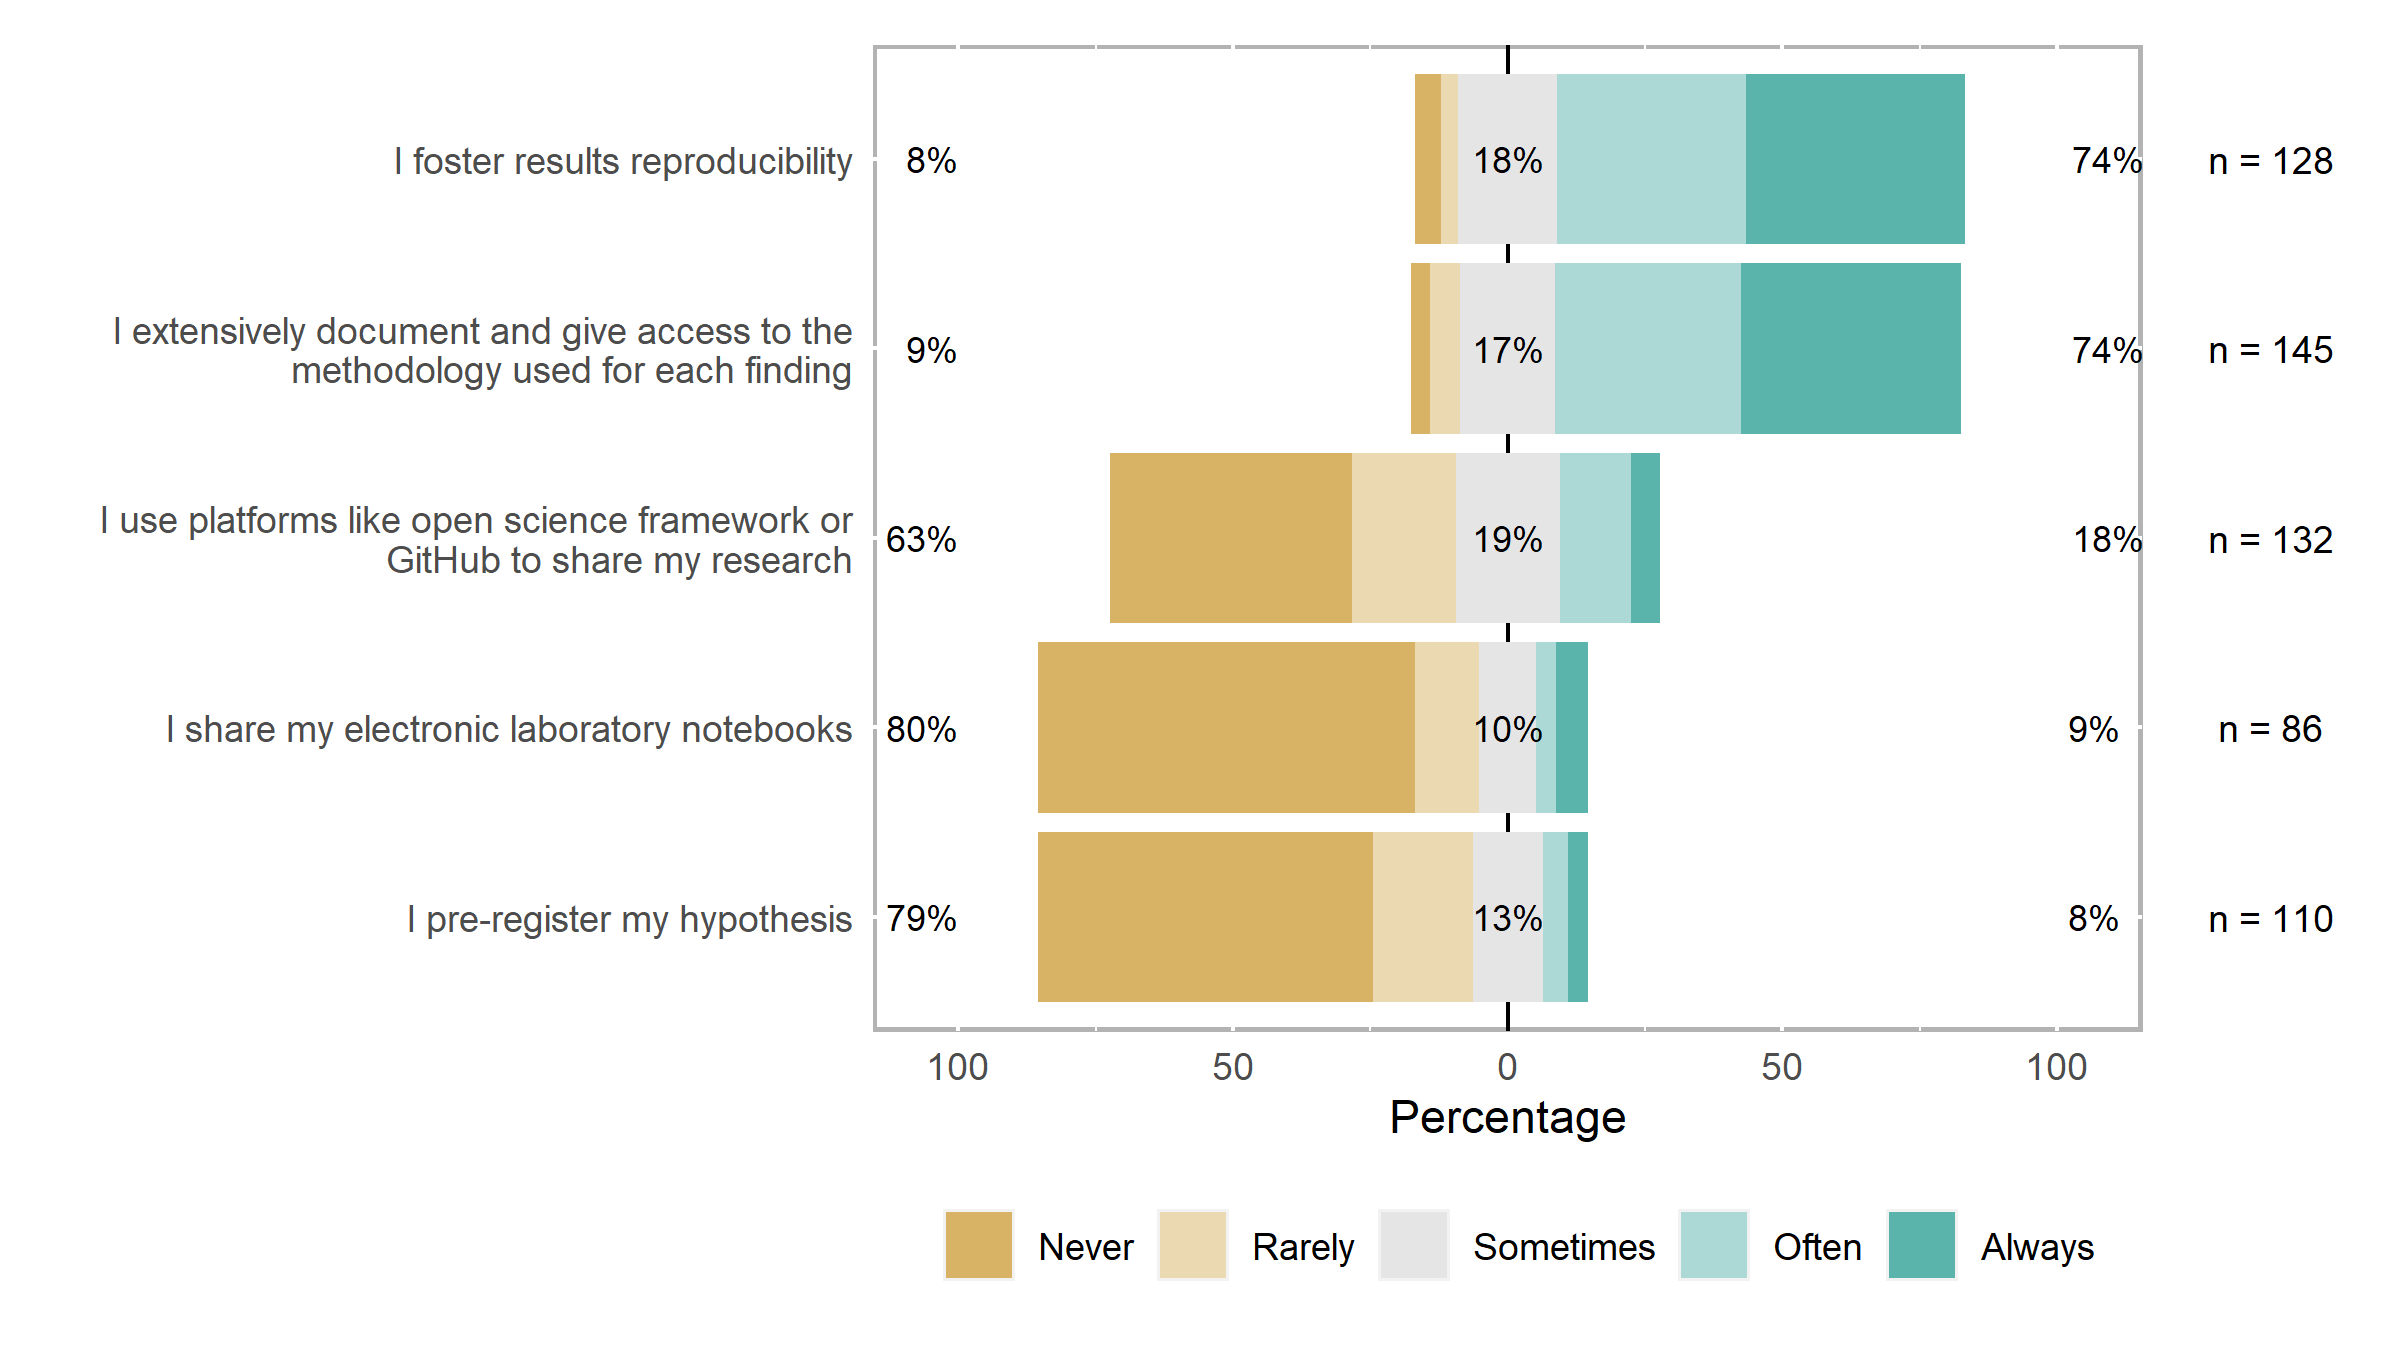 I foster results reproducibility
8%
18%
74%
n = 128
I extensively document and give access to the
methodology used for each finding
9%
17%
74%
n = 145
I use platforms like open science framework or
GitHub to share my research
63%
19%
18%
n = 132
I share my electronic laboratory notebooks
80%
10%
9%
n = 86
I pre-register my hypothesis
79%
13%
8%
n = 110
100 50 0 50 100
Percentage
Never Rarely Sometimes Often Always